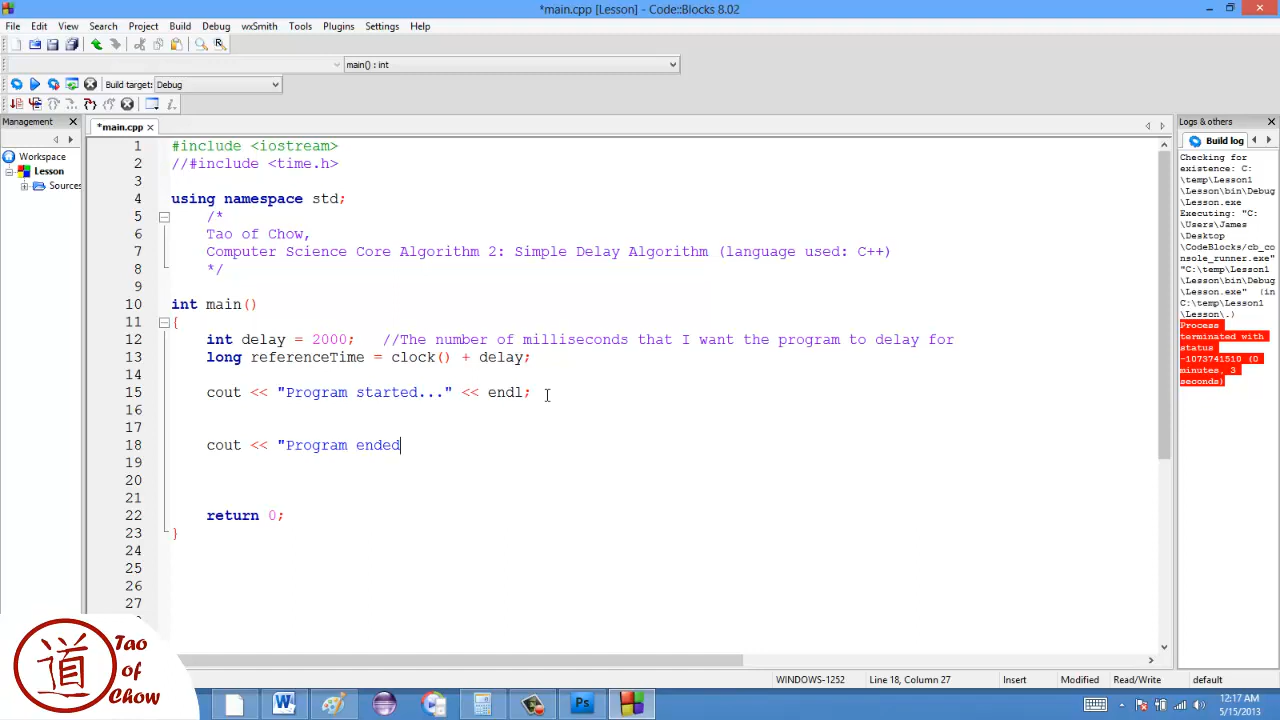 *main.cpp [Lesson] - Code::Blocks 8.02
File Edit View Search Project Build Debug wxSmith Tools Plugins Settings Help
main() : int
Build target: Debug
Management
*main.cpp
Logs & others
Workspace
Lesson
Sources
Build log
Checking for
existence: C:
\temp\Lesson1
\Lesson\bin\Debug
\Lesson.exe
Executing: "C:
\Users\James
\Desktop
\CodeBlocks/cb_co
nsole_runner.exe"
"C:\temp\Lesson1
\Lesson\bin\Debug
\Lesson.exe" (in
C:\temp\Lesson1
\Lesson\.)
Process
terminated with
status
-1073741510 (0
minutes, 3
seconds)
1 #include <iostream>
2 //#include <time.h>
3
4 using namespace std;
5 /*
6 Tao of Chow,
7 Computer Science Core Algorithm 2: Simple Delay Algorithm (language used: C++)
8 */
9
10 int main()
11 {
12 int delay = 2000; //The number of milliseconds that I want the program to delay for
13 long referenceTime = clock() + delay;
14
15 cout << "Program started..." << endl;
16
17
18 cout << "Program ended
19
20
21
22 return 0;
23 }
24
25
26
27
道
Tao
of
Chow
WINDOWS-1252 Line 18, Column 27 Insert Modified Read/Write default
W Ps
12:17 AM
5/15/2013